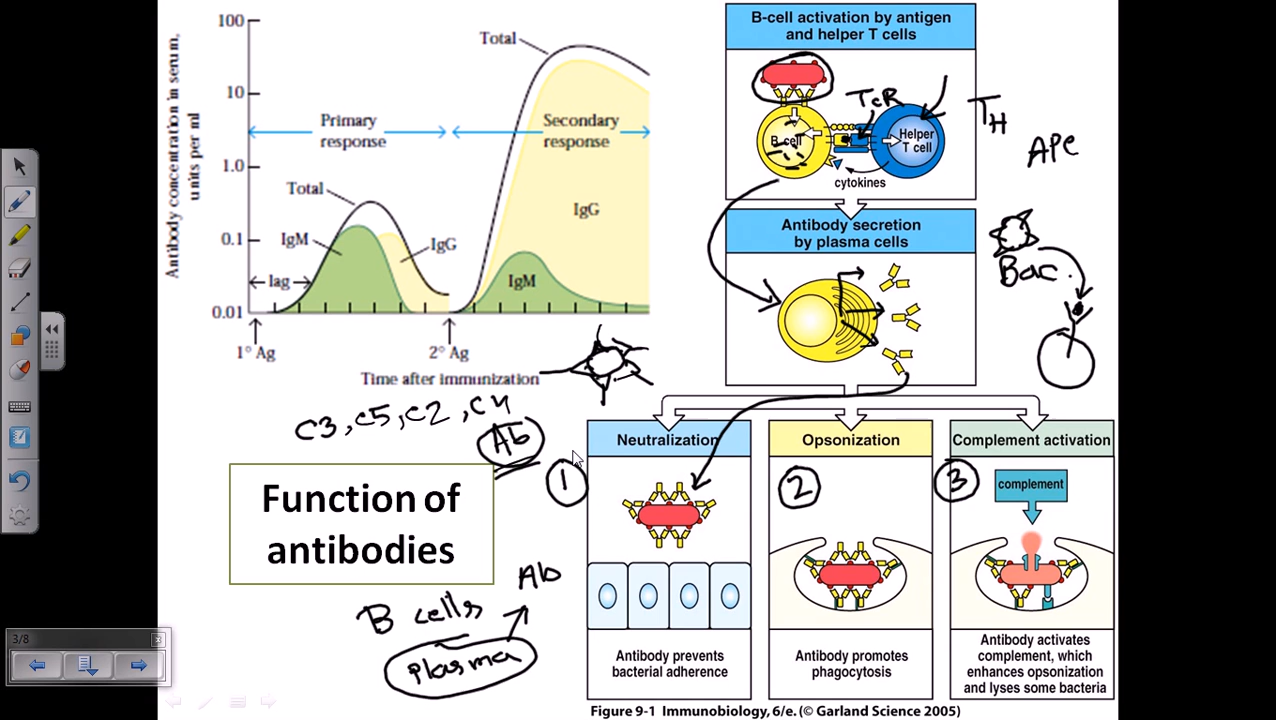 100
10
1.0
0.1
0.01
Antibody concentration in serum,
units per ml
Total
Primary
response
Secondary
response
Total
IgM
IgG
lag
IgG
IgM
1° Ag
2° Ag
Time after immunization
C3, C5, C2, C4
Ab
Function of
antibodies
Ab
B cells
Plasma
B-cell activation by antigen
and helper T cells
B cell
TCR
Helper
T cell
cytokines
TH
APC
Antibody secretion
by plasma cells
Bac.
Neutralization
1
Antibody prevents
bacterial adherence
Opsonization
2
Antibody promotes
phagocytosis
Complement activation
3
complement
Antibody activates
complement, which
enhances opsonization
and lyses some bacteria
Figure 9-1 Immunobiology, 6/e. (© Garland Science 2005)
3/8